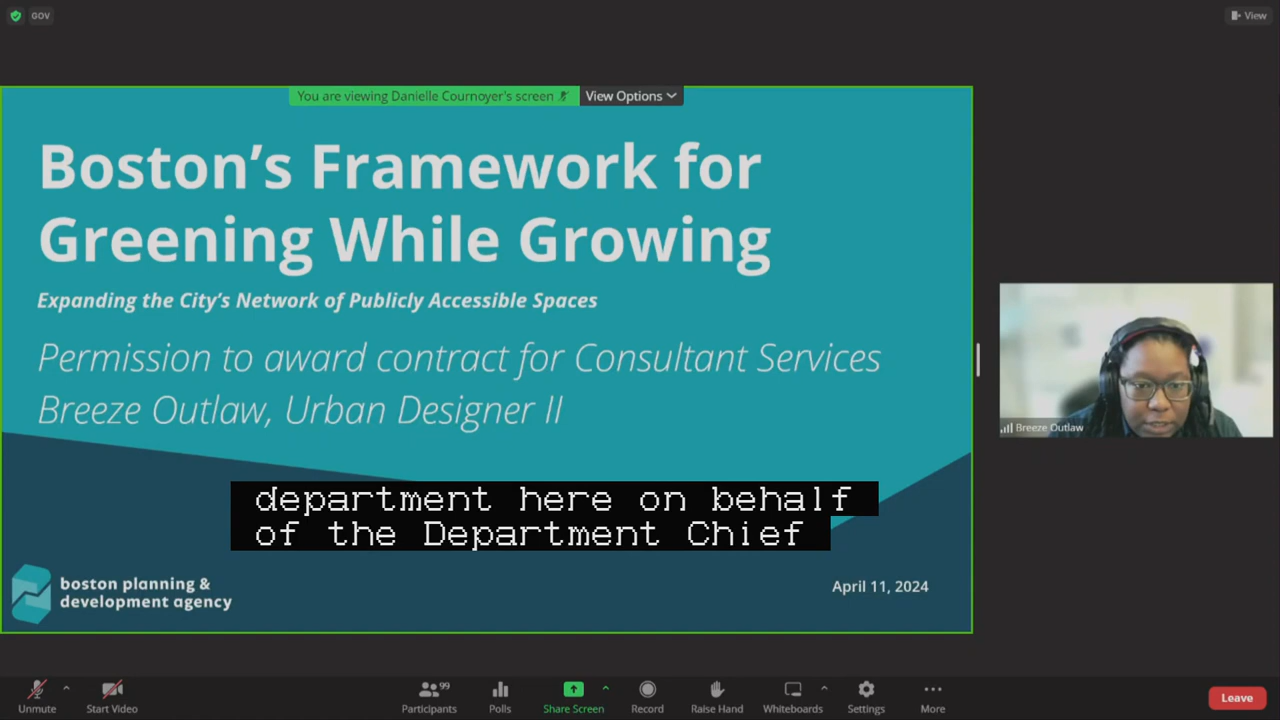 GOV
View
You are viewing Danielle Cournoyer's screen
View Options
Boston's Framework for
Greening While Growing
Expanding the City's Network of Publicly Accessible Spaces
Permission to award contract for Consultant Services
Breeze Outlaw, Urban Designer II
department here on behalf
of the Department Chief
boston planning &
development agency
April 11, 2024
Breeze Outlaw
Unmute
Start Video
Participants
99
Polls
Share Screen
Record
Raise Hand
Whiteboards
Settings
More
Leave